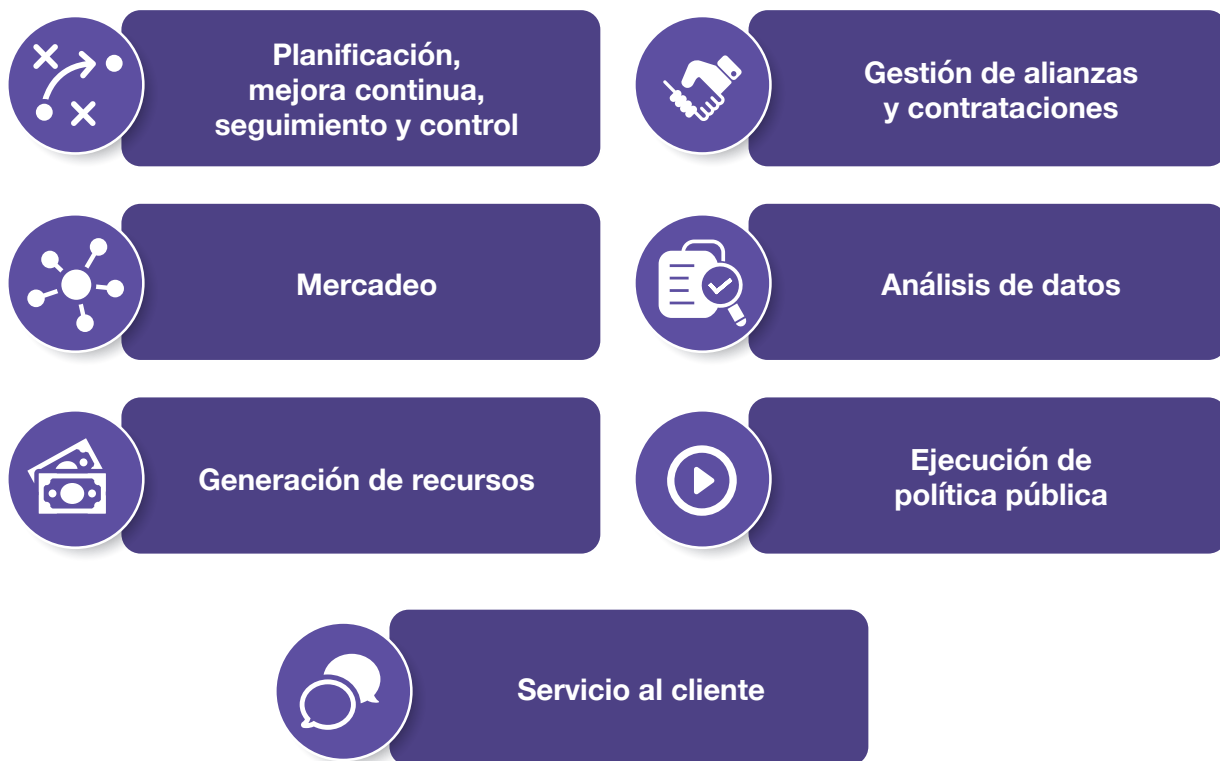 Planificación,
mejora continua,
seguimiento y control
Gestión de alianzas
y contrataciones
Mercadeo
Análisis de datos
Generación de recursos
Ejecución de
política pública
Servicio al cliente